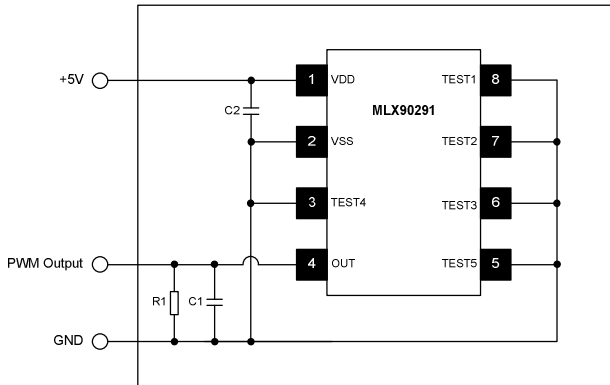 +5V
1 VDD
TEST1 8
MLX90291
C2
2 VSS
TEST2 7
3 TEST4
TEST3 6
PWM Output
4 OUT
TEST5 5
R1
C1
GND